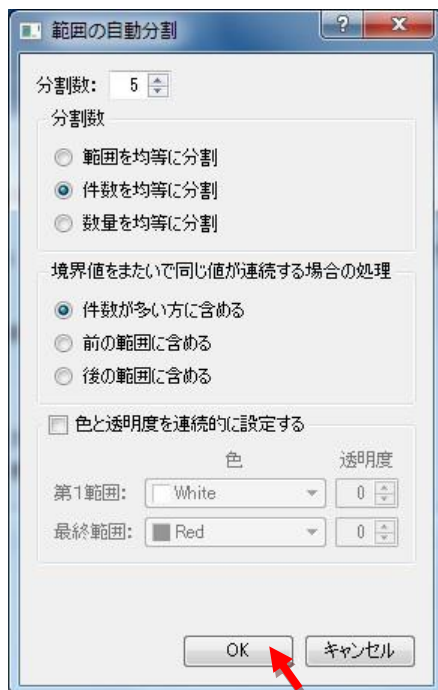 範囲の自動分割
分割数: 5
分割数
範囲を均等に分割
件数を均等に分割
数量を均等に分割
境界値をまたいで同じ値が連続する場合の処理
件数が多い方に含める
前の範囲に含める
後の範囲に含める
色と透明度を連続的に設定する
色 透明度
第1範囲: White 0
最終範囲: Red 0
OK キャンセル